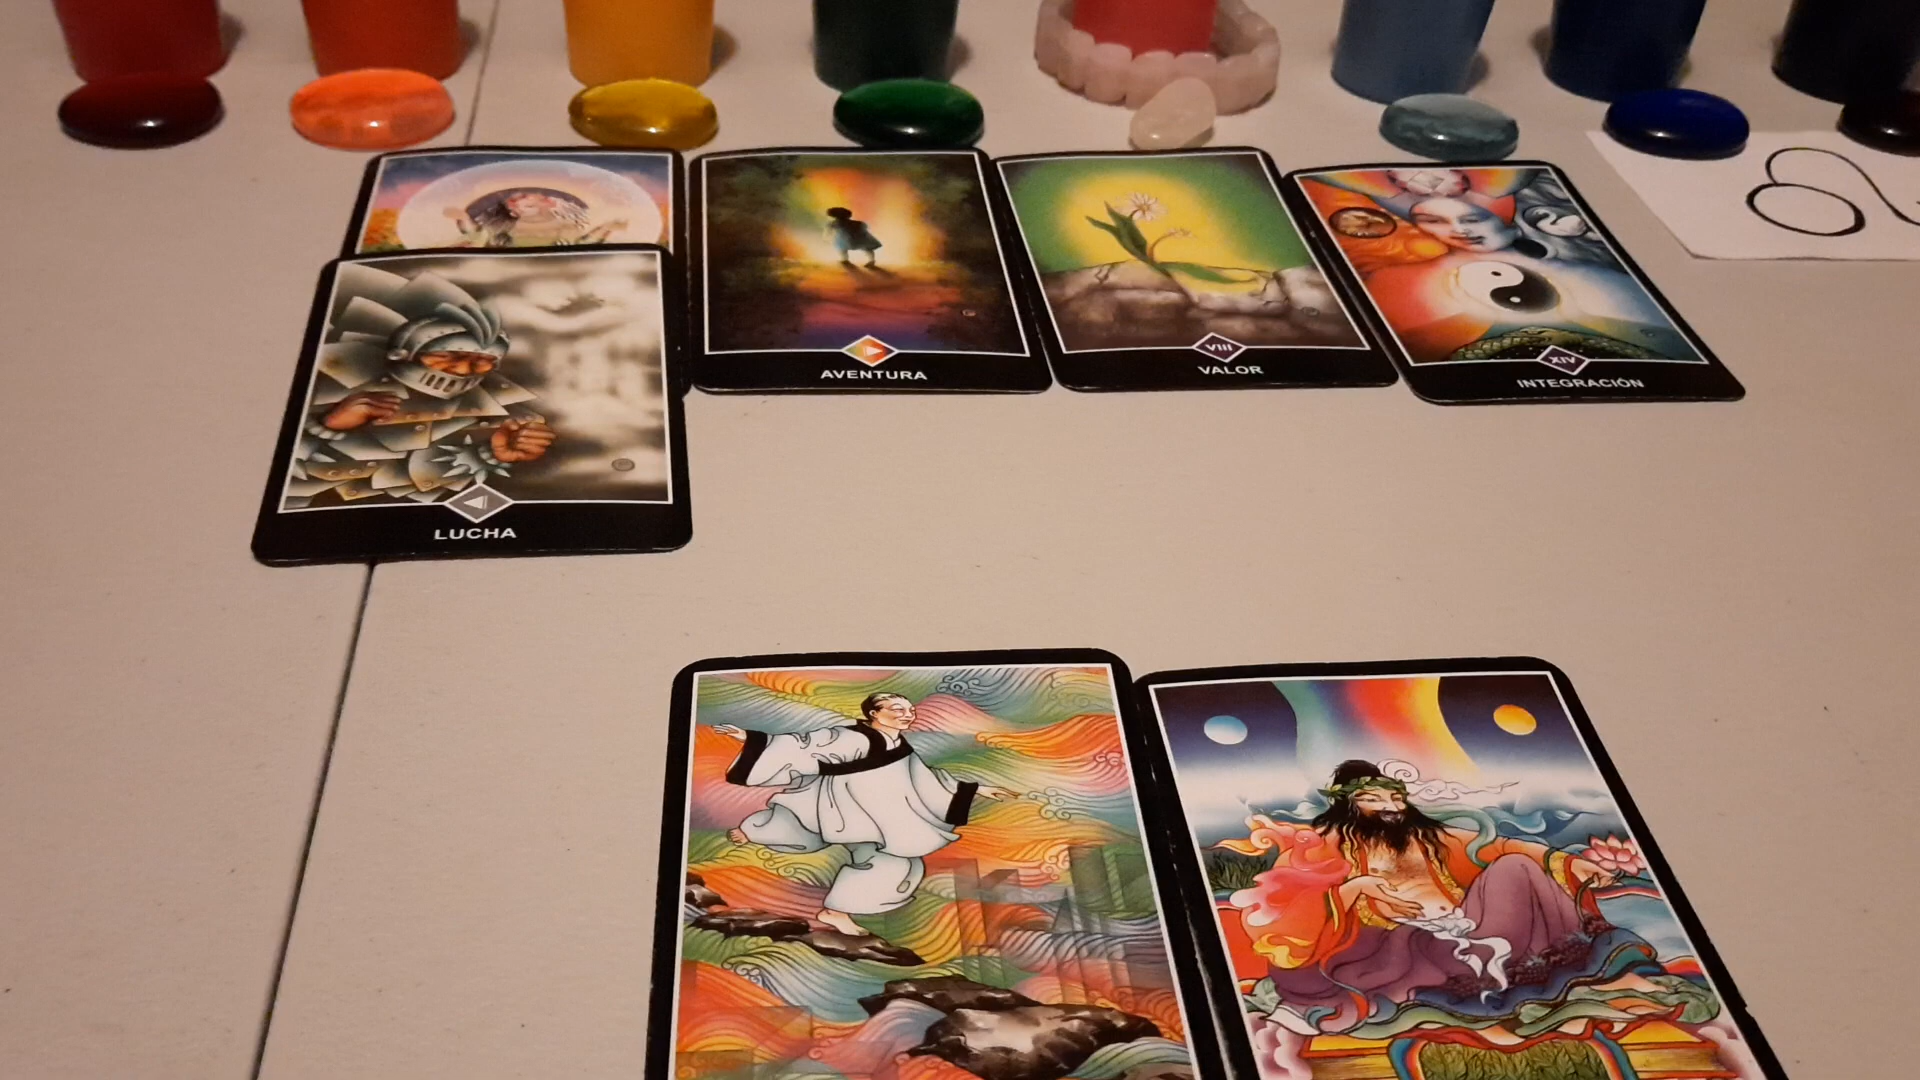 AVENTURA
VIII
VALOR
XIV
INTEGRACIÓN
LUCHA